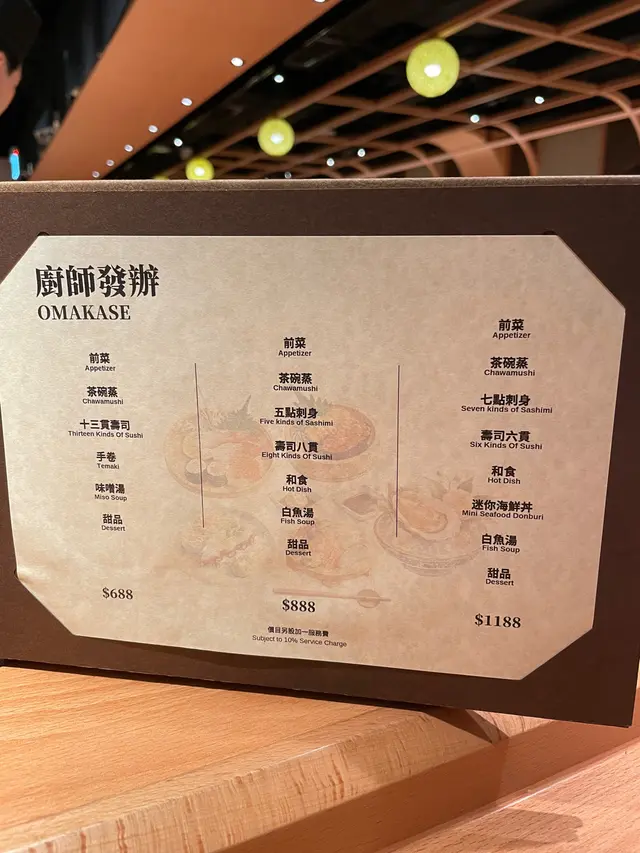 廚師發辦
OMAKASE
前菜
Appetizer
茶碗蒸
Chawamushi
十三貫壽司
Thirteen Kinds Of Sushi
手卷
Temaki
味噌湯
Miso Soup
甜品
Dessert
$688
前菜
Appetizer
茶碗蒸
Chawamushi
五點刺身
Five kinds of Sashimi
壽司八貫
Eight Kinds Of Sushi
和食
Hot Dish
白魚湯
Fish Soup
甜品
Dessert
$888
前菜
Appetizer
茶碗蒸
Chawamushi
七點刺身
Seven kinds of Sashimi
壽司六貫
Six Kinds Of Sushi
和食
Hot Dish
迷你海鮮丼
Mini Seafood Donburi
白魚湯
Fish Soup
甜品
Dessert
$1188
價目另設加一服務費
Subject to 10% Service Charge